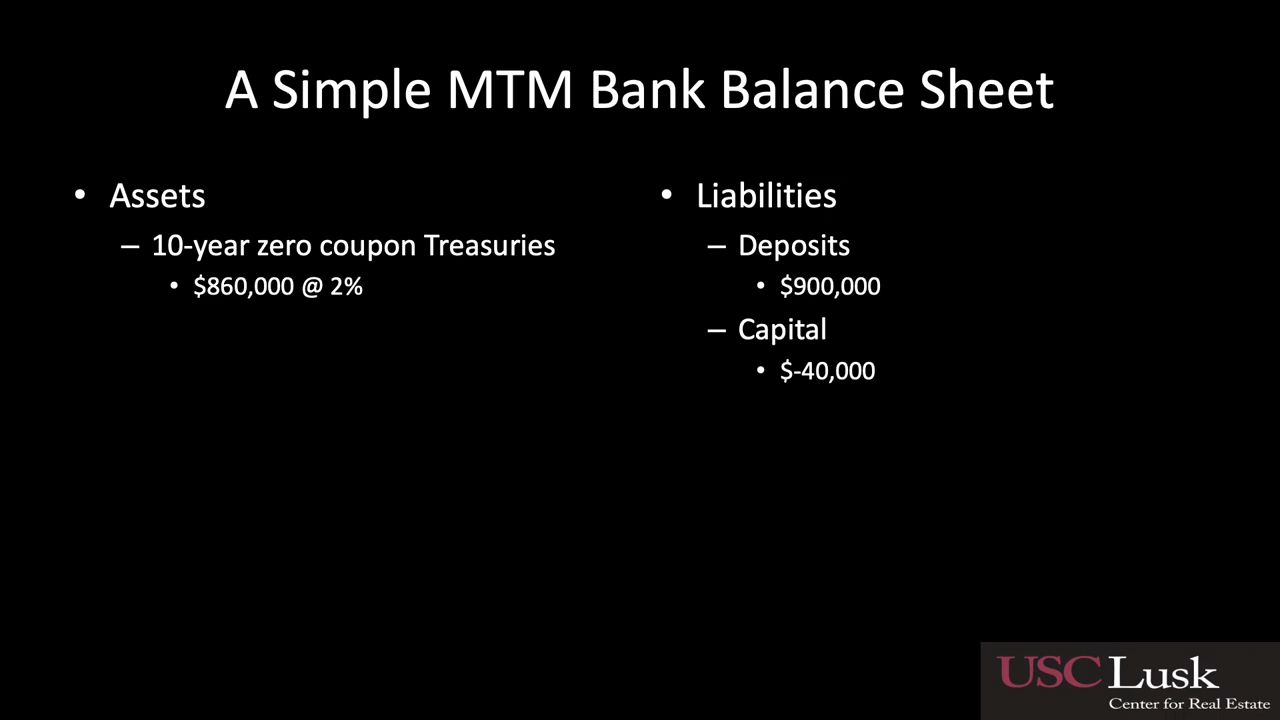 A Simple MTM Bank Balance Sheet
• Assets
– 10-year zero coupon Treasuries
• $860,000 @ 2%
• Liabilities
– Deposits
• $900,000
– Capital
• $-40,000
USC Lusk
Center for Real Estate